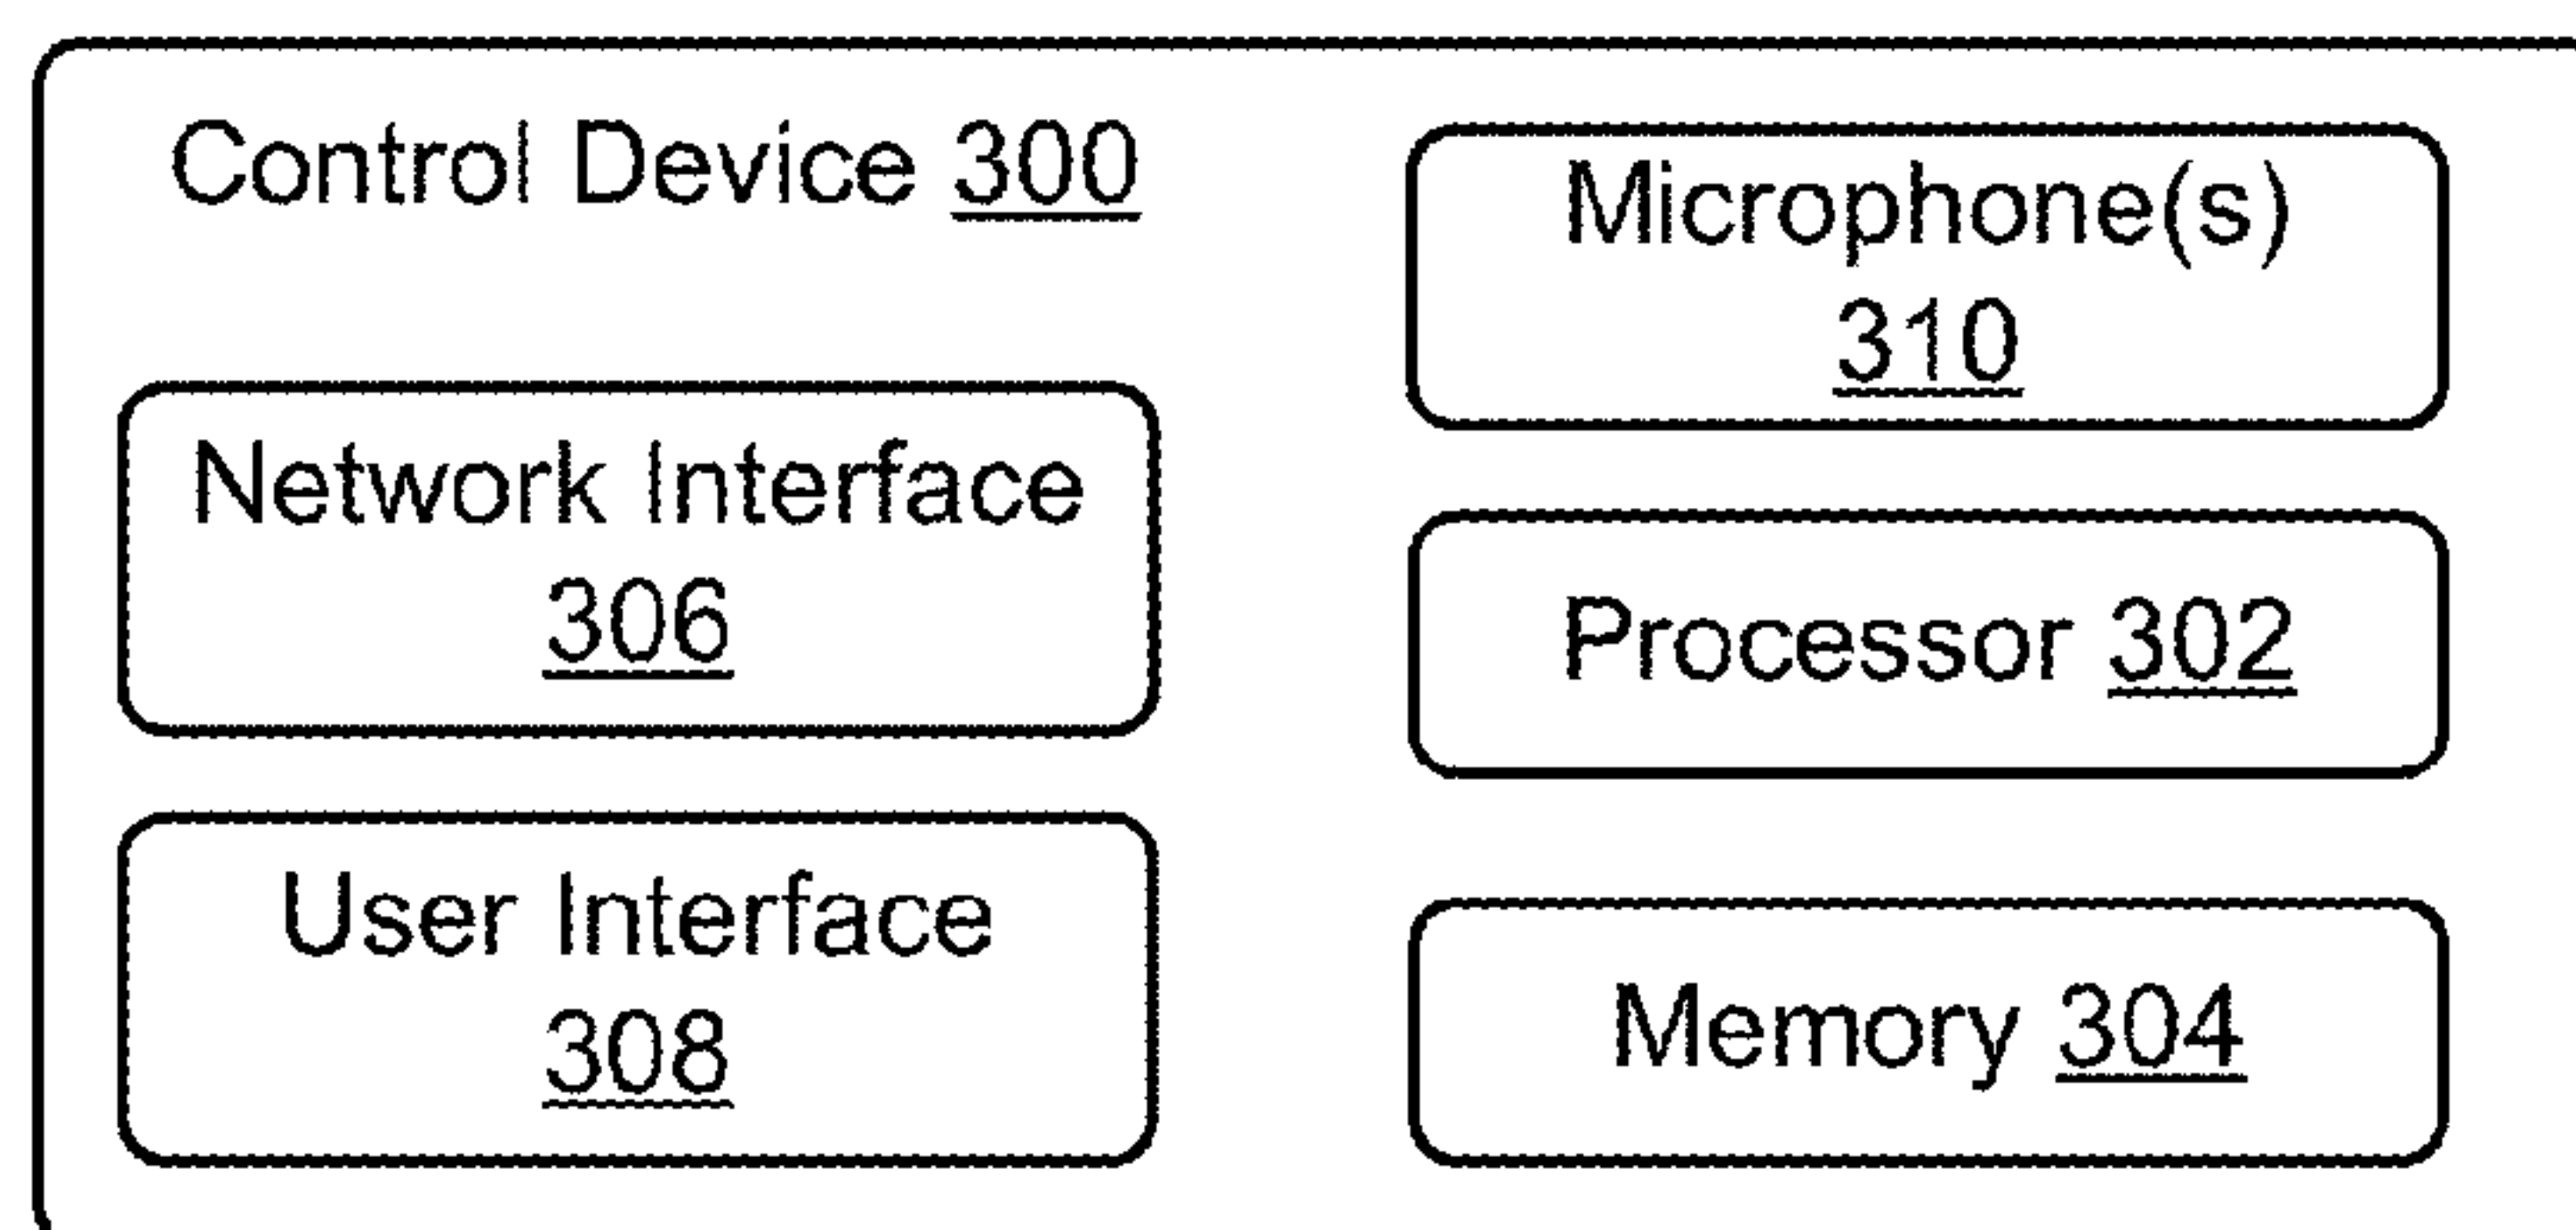 Control Device 300
Network Interface
306
User Interface
308
Microphone(s)
310
Processor 302
Memory 304